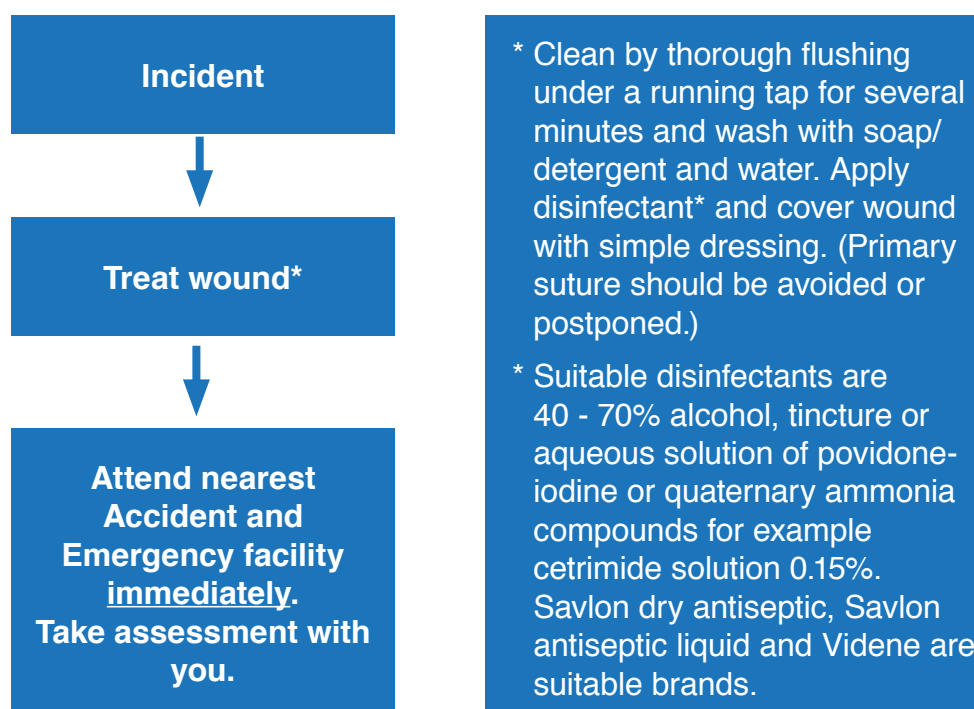 Incident
Treat wound*
Attend nearest
Accident and
Emergency facility
immediately.
Take assessment with
you.
* Clean by thorough flushing
under a running tap for several
minutes and wash with soap/
detergent and water. Apply
disinfectant* and cover wound
with simple dressing. (Primary
suture should be avoided or
postponed.)
* Suitable disinfectants are
40 - 70% alcohol, tincture or
aqueous solution of povidone-
iodine or quaternary ammonia
compounds for example
cetrimide solution 0.15%.
Savlon dry antiseptic, Savlon
antiseptic liquid and Videne are
suitable brands.